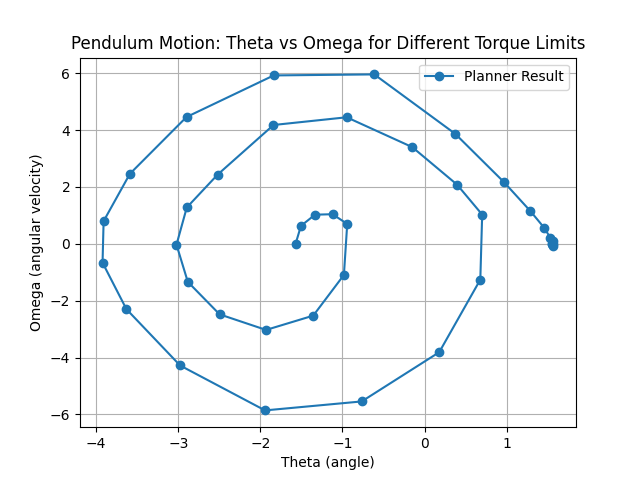 Pendulum Motion: Theta vs Omega for Different Torque Limits
Planner Result
6
4
2
0
−2
−4
−6
Omega (angular velocity)
−4 −3 −2 −1 0 1
Theta (angle)